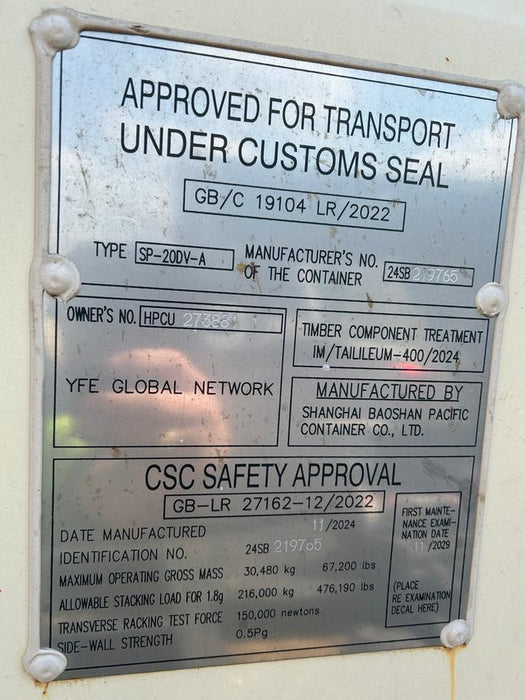 APPROVED FOR TRANSPORT
UNDER CUSTOMS SEAL
GB/C 19104 LR/2022
TYPE SP-20DV-A
MANUFACTURER'S NO.
OF THE CONTAINER 24SB 219765
OWNER'S NO. HPCU
YFE GLOBAL NETWORK
TIMBER COMPONENT TREATMENT
IM/TAILILEUM-400/2024
MANUFACTURED BY
SHANGHAI BAOSHAN PACIFIC
CONTAINER CO., LTD.
CSC SAFETY APPROVAL
GB-LR 27162-12/2022
DATE MANUFACTURED 11/2024
IDENTIFICATION NO. 24SB 219765
MAXIMUM OPERATING GROSS MASS 30,480 kg 67,200 lbs
ALLOWABLE STACKING LOAD FOR 1.8g 216,000 kg 476,190 lbs
TRANSVERSE RACKING TEST FORCE 150,000 newtons
SIDE-WALL STRENGTH 0.5Pg
FIRST MAINTE-
NANCE EXAMI-
NATION DATE
11/2029
(PLACE
RE EXAMINATION
DECAL HERE)